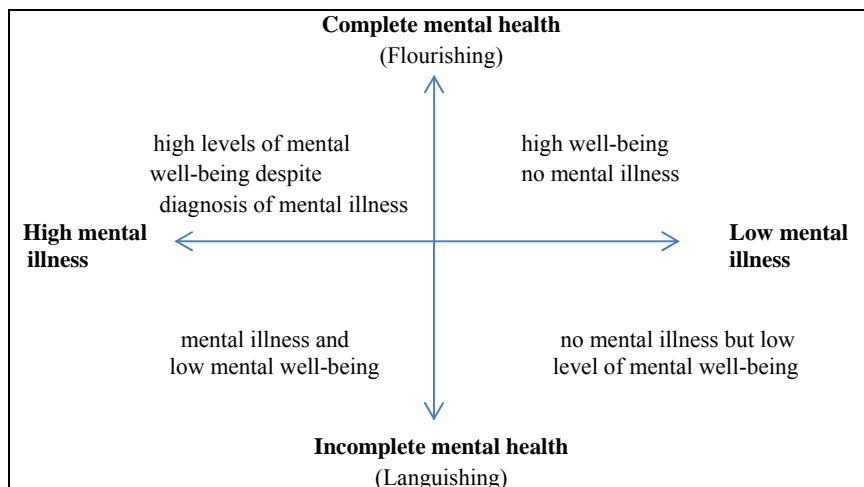 Complete mental health
(Flourishing)
high levels of mental
well-being despite
diagnosis of mental illness
high well-being
no mental illness
High mental
illness
Low mental
illness
mental illness and
low mental well-being
no mental illness but low
level of mental well-being
Incomplete mental health
(Languishing)